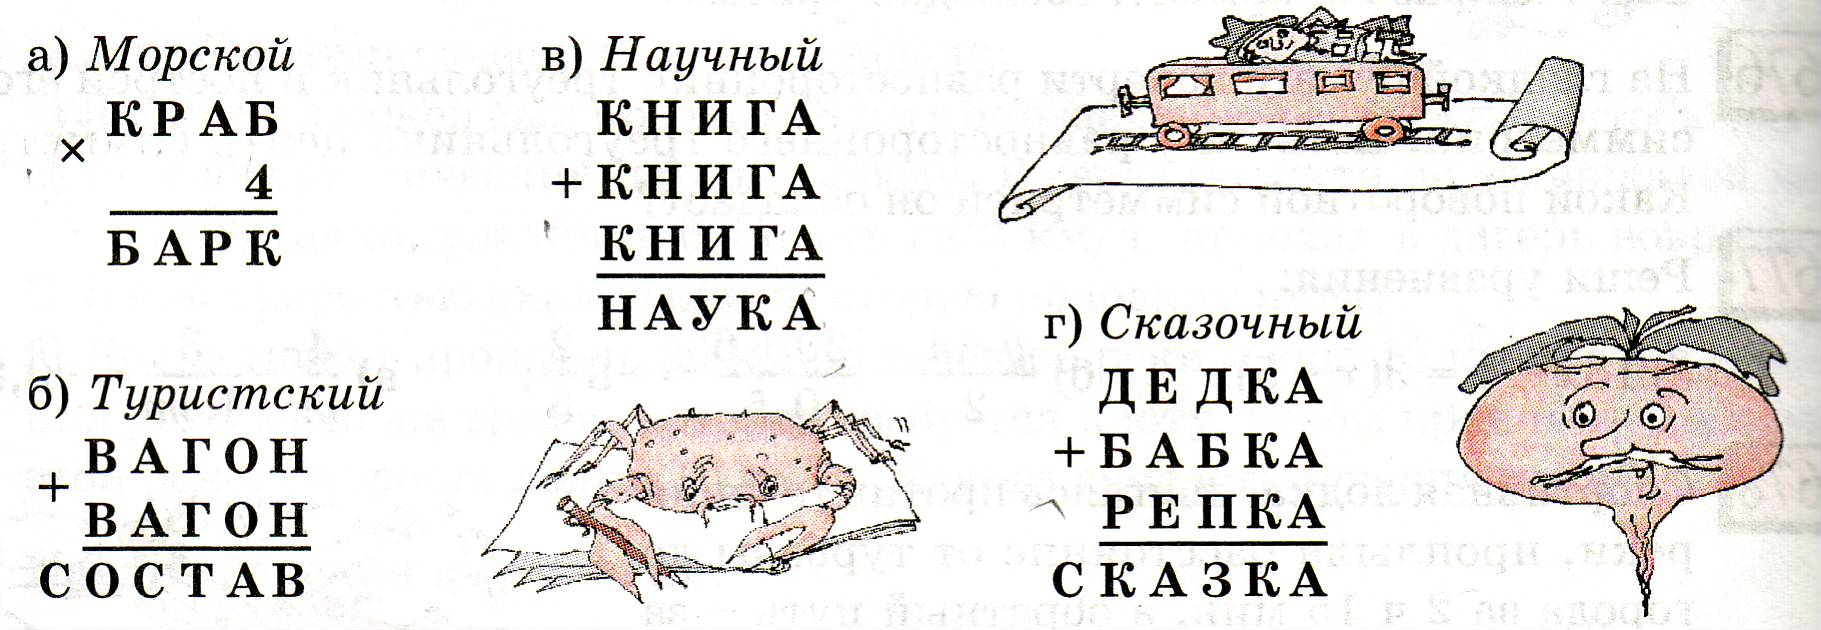 а) Морской
КРАБ
×
4
БАРК
б) Туристский
ВАГОН
+
ВАГОН
СОСТАВ
в) Научный
КНИГА
+КНИГА
КНИГА
НАУКА
г) Сказочный
ДЕДКА
+БАБКА
РЕПКА
СКАЗКА